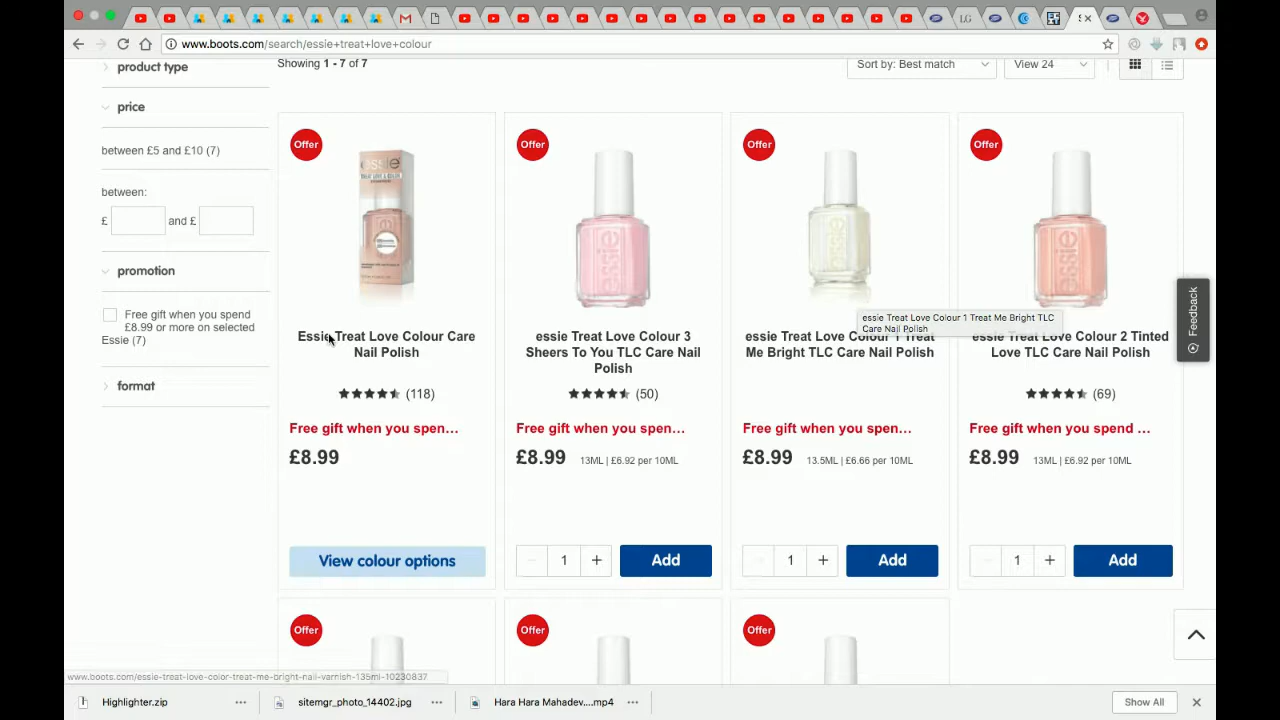 www.boots.com/search/essie+treat+love+colour
product type
Showing 1 - 7 of 7
Sort by: Best match
View 24
price
between £5 and £10 (7)
between:
£
and £
promotion
Free gift when you spend
£8.99 or more on selected
Essie (7)
format
Offer
Offer
Offer
Offer
essie
essie
essie
essie
Essie Treat Love Colour Care
Nail Polish
(118)
Free gift when you spen...
£8.99
View colour options
essie Treat Love Colour 3
Sheers To You TLC Care Nail
Polish
(50)
Free gift when you spen...
£8.99
13ML | £6.92 per 10ML
1
+
Add
essie Treat Love Colour 1 Treat Me Bright TLC
Care Nail Polish
essie Treat Love Colour 1 Treat
Me Bright TLC Care Nail Polish
Free gift when you spen...
£8.99
13.5ML | £6.66 per 10ML
1
+
Add
essie Treat Love Colour 2 Tinted
Love TLC Care Nail Polish
(69)
Free gift when you spend ...
£8.99
13ML | £6.92 per 10ML
1
+
Add
Feedback
Offer
Offer
Offer
www.boots.com/essie-treat-love-color-treat-me-bright-nail-varnish-135ml-10230837
Highlighter.zip
sitemgr_photo_14402.jpg
Hara Hara Mahadev....mp4
Show All